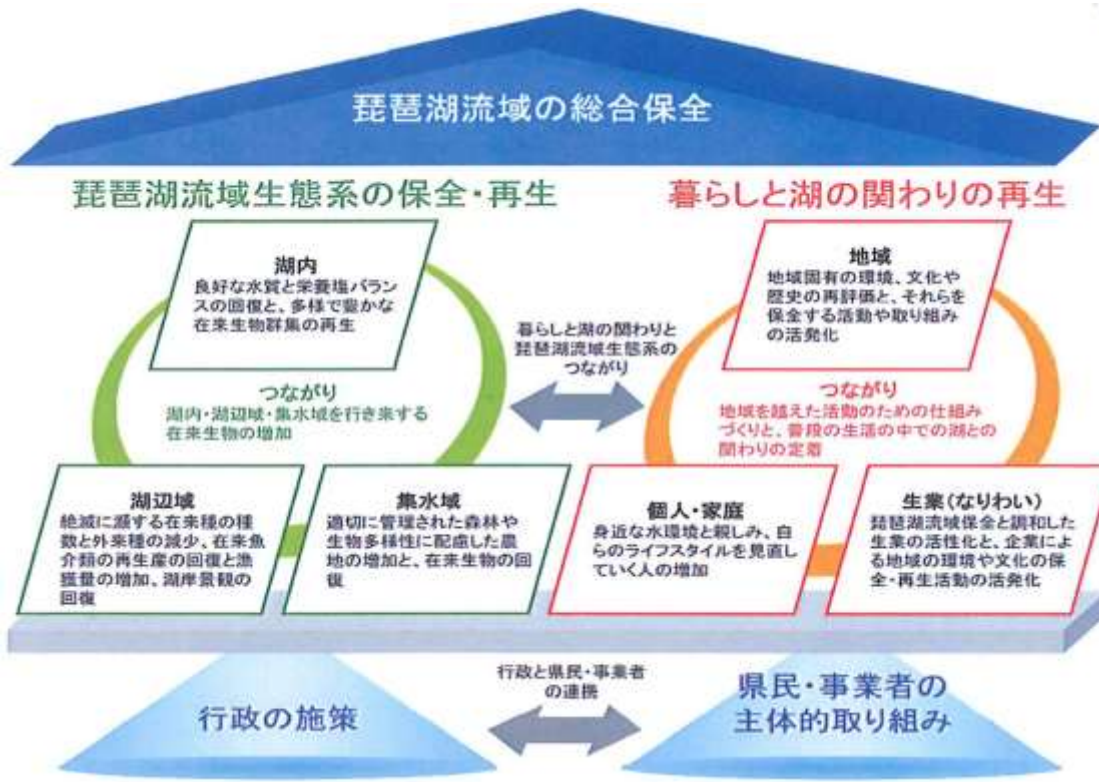 琵琶湖流域の総合保全
琵琶湖流域生態系の保全・再生
暮らしと湖の関わりの再生
湖内
良好な水質と栄養塩バラン
スの回復と、多様で豊かな
在来生物群集の再生
つながり
湖内・湖辺域・集水域を行き来する
在来生物の増加
湖辺域
絶滅に瀕する在来種の種
数と外来種の減少、在来魚
介類の再生産の回復と漁
獲量の増加、湖岸景観の
回復
集水域
適切に管理された森林や
生物多様性に配慮した農
地の増加と、在来生物の回
復
暮らしと湖の関わりと
琵琶湖流域生態系の
つながり
地域
地域固有の環境、文化や
歴史の再評価と、それらを
保全する活動や取り組み
の活発化
つながり
地域を越えた活動のための仕組み
づくりと、普段の生活の中での湖との
関わりの定着
個人・家庭
身近な水環境と親しみ、自
らのライフスタイルを見直し
ていく人の増加
生業(なりわい)
琵琶湖流域保全と調和した
生業の活性化と、企業によ
る地域の環境や文化の保
全・再生活動の活発化
行政の施策
行政と県民・事業者
の連携
県民・事業者の
主体的取り組み